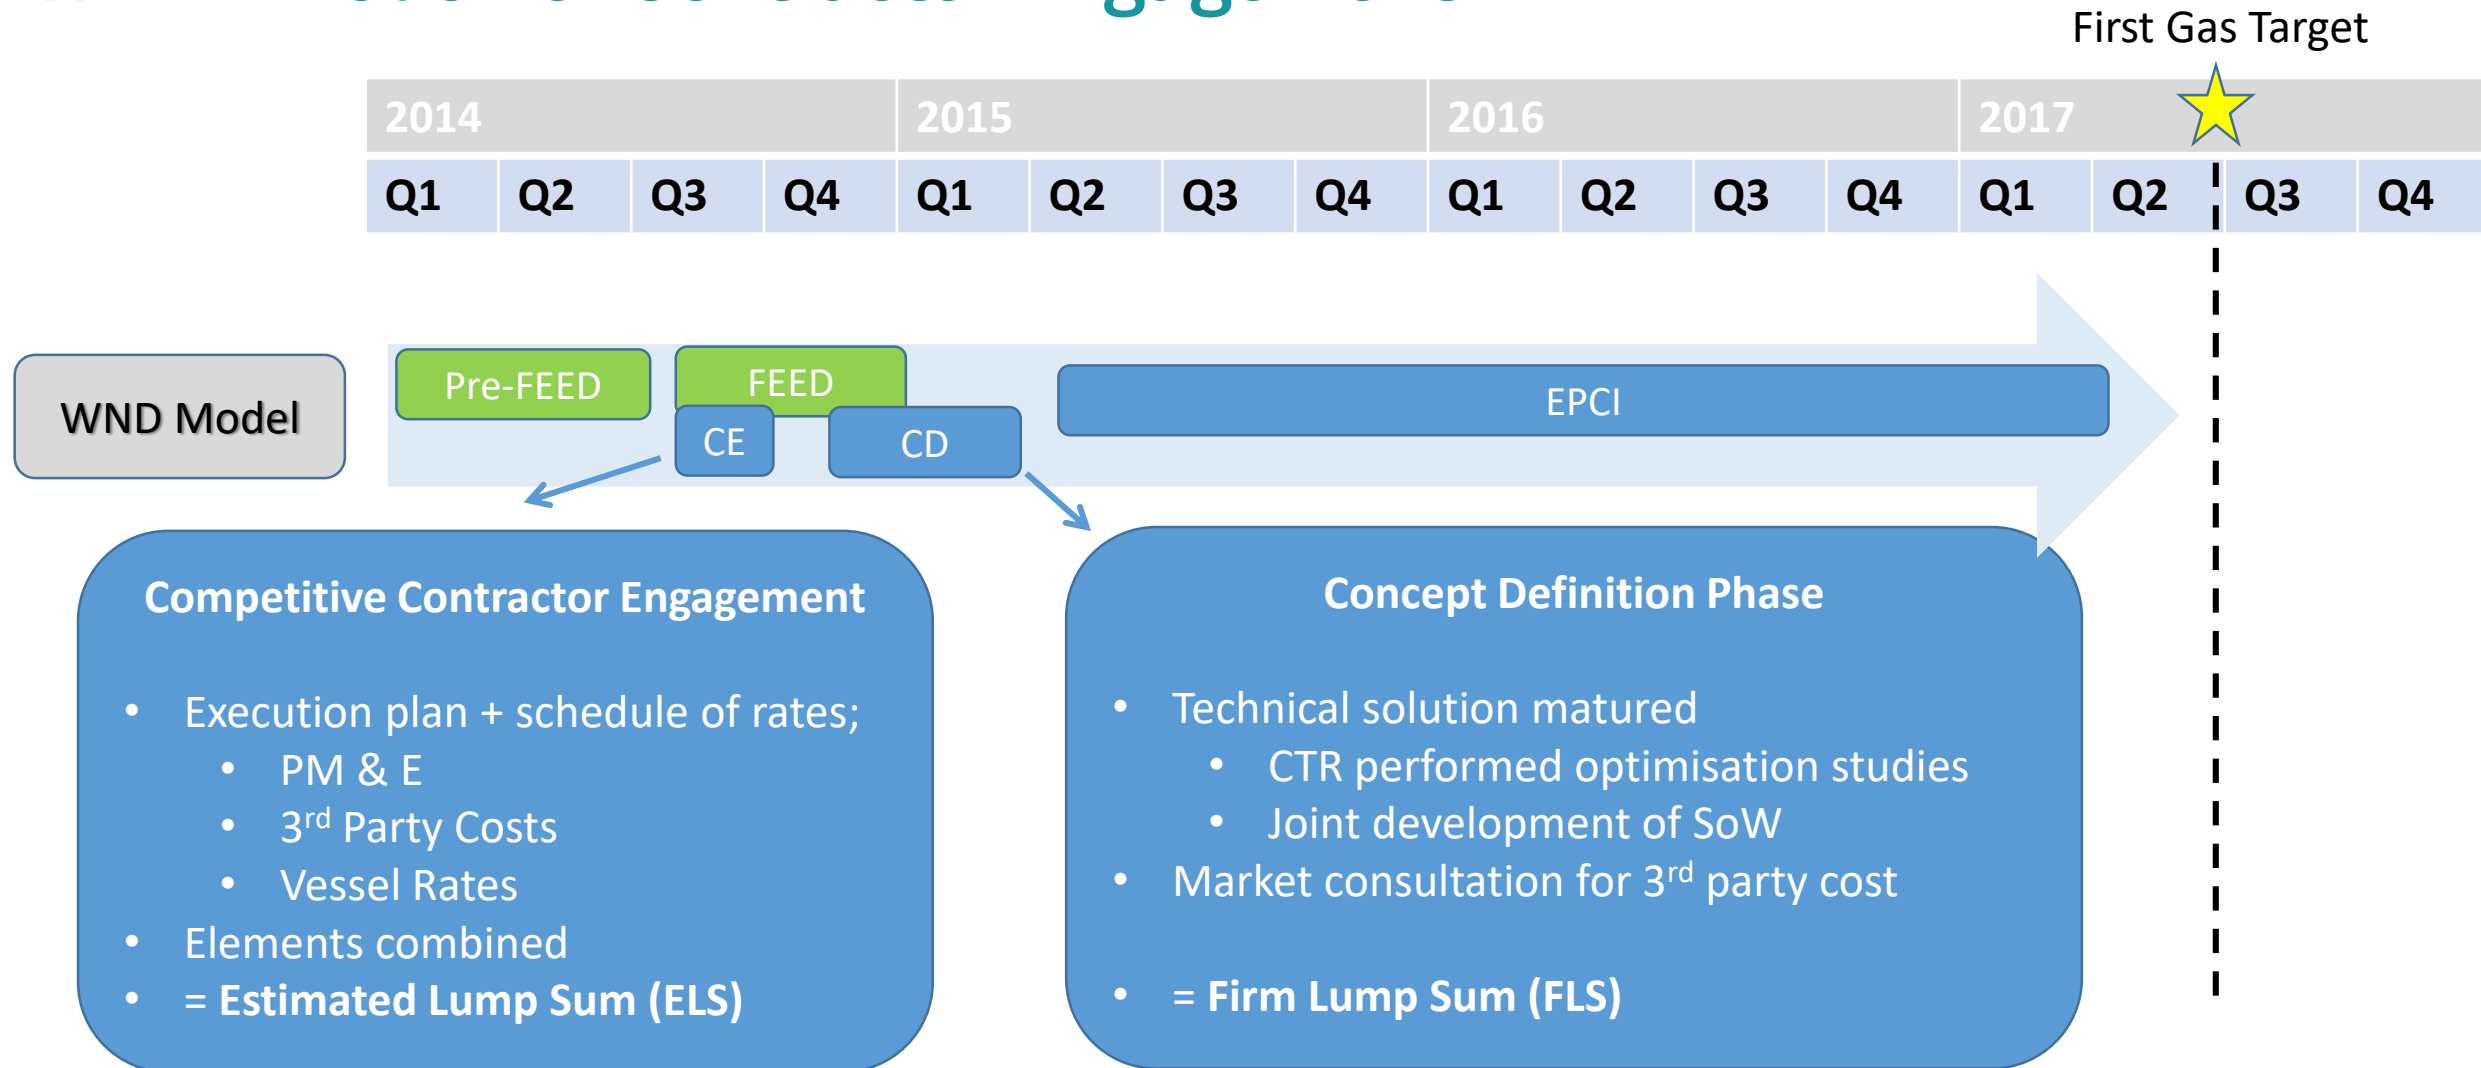 First Gas Target
2014 2015 2016 2017
Q1 Q2 Q3 Q4 Q1 Q2 Q3 Q4 Q1 Q2 Q3 Q4 Q1 Q2 Q3 Q4
WND Model
Pre-FEED
FEED
CE
CD
EPCI
Competitive Contractor Engagement
• Execution plan + schedule of rates;
• PM & E
• 3rd Party Costs
• Vessel Rates
• Elements combined
• = Estimated Lump Sum (ELS)
Concept Definition Phase
• Technical solution matured
• CTR performed optimisation studies
• Joint development of SoW
• Market consultation for 3rd party cost
• = Firm Lump Sum (FLS)